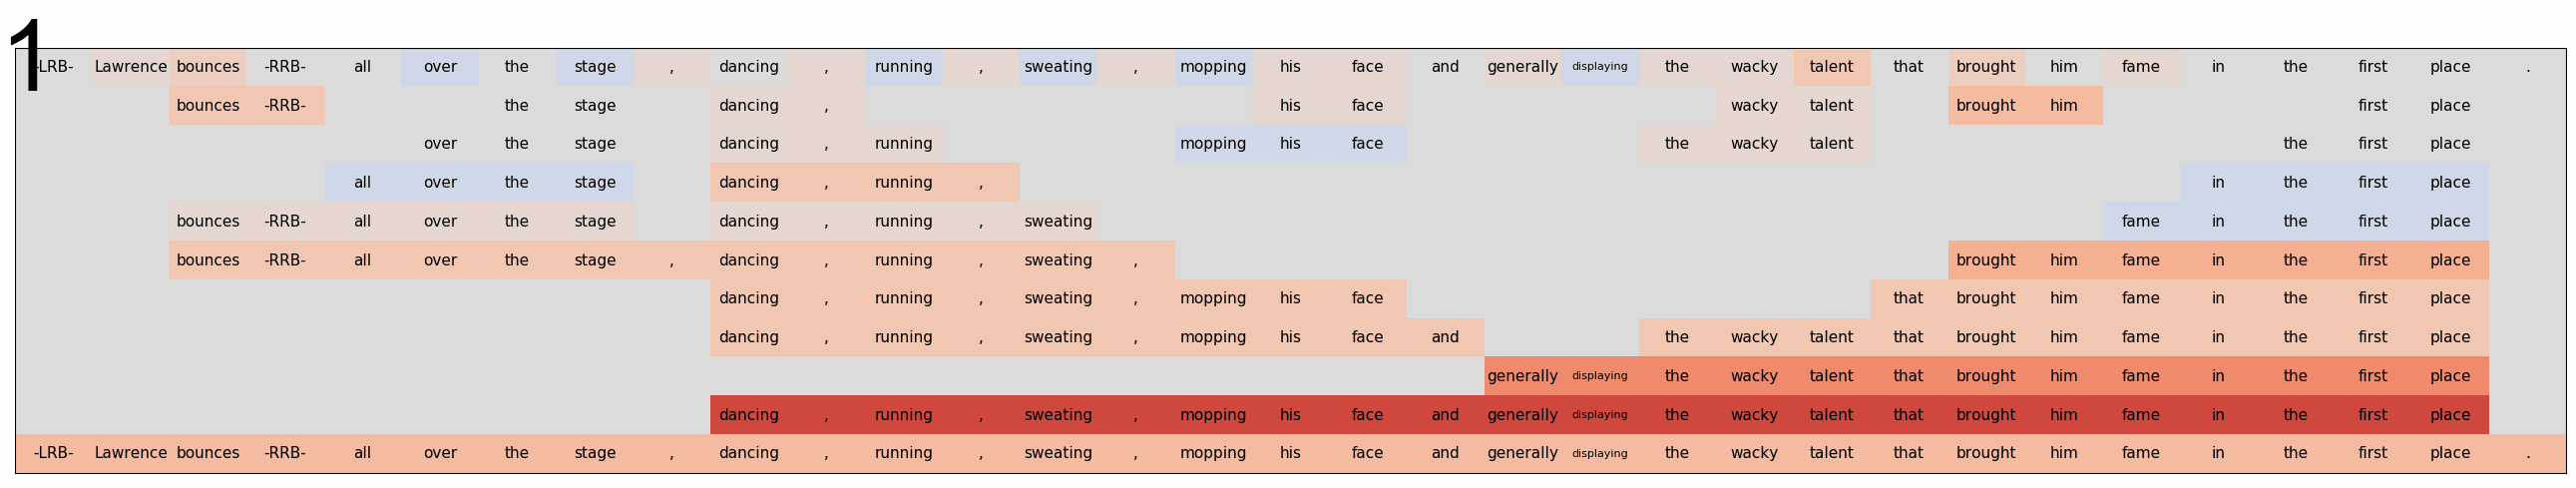 1
-LRB- Lawrence bounces -RRB- all over the stage , dancing , running , sweating , mopping his face and generally displaying the wacky talent that brought him fame in the first place .
bounces -RRB- the stage dancing , his face wacky talent brought him first place
over the stage dancing , running mopping his face the wacky talent the first place
all over the stage dancing , running , in the first place
bounces -RRB- all over the stage dancing , running , sweating fame in the first place
bounces -RRB- all over the stage , dancing , running , sweating , brought him fame in the first place
dancing , running , sweating , mopping his face that brought him fame in the first place
dancing , running , sweating , mopping his face and the wacky talent that brought him fame in the first place
generally displaying the wacky talent that brought him fame in the first place
dancing , running , sweating , mopping his face and generally displaying the wacky talent that brought him fame in the first place
-LRB- Lawrence bounces -RRB- all over the stage , dancing , running , sweating , mopping his face and generally displaying the wacky talent that brought him fame in the first place .